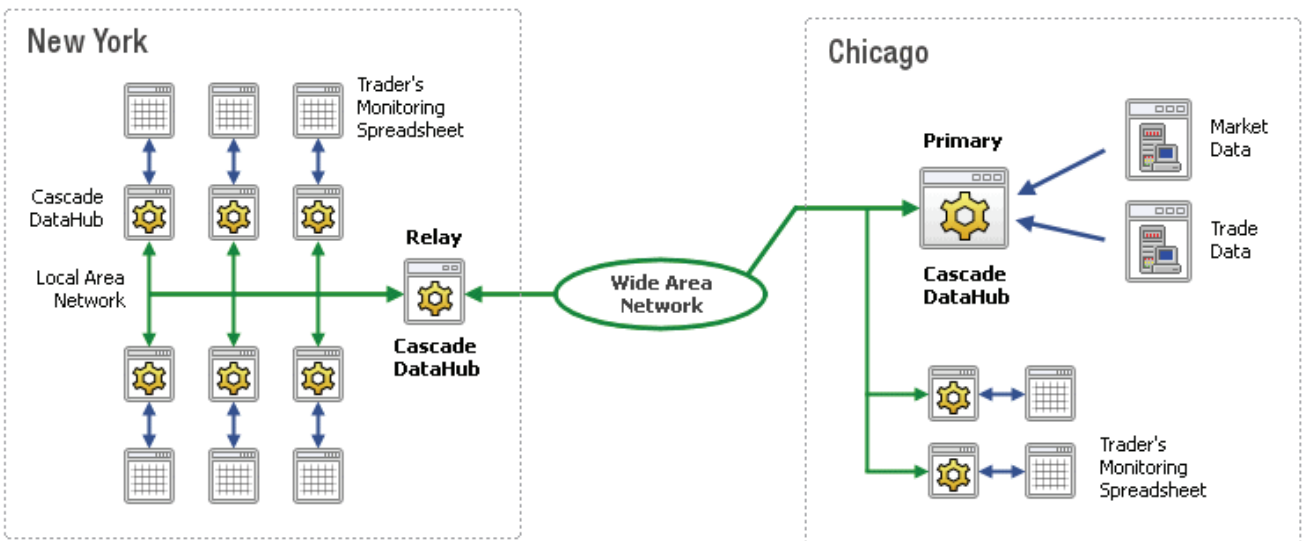 New York
Trader's
Monitoring
Spreadsheet
Cascade
DataHub
Local Area
Network
Relay
Cascade
DataHub
Wide Area
Network
Chicago
Primary
Cascade
DataHub
Market
Data
Trade
Data
Trader's
Monitoring
Spreadsheet